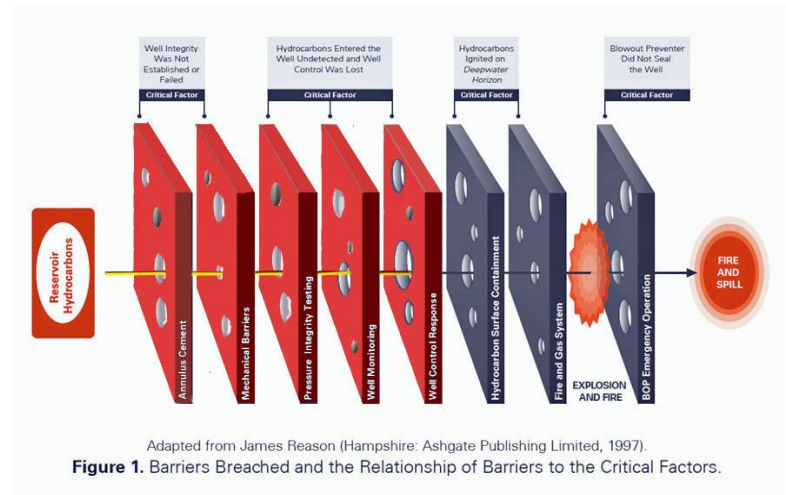 Well Integrity
Was Not
Established or
Failed
Critical Factor
Hydrocarbons Entered the
Well Undetected and Well
Control Was Lost
Critical Factor
Hydrocarbons
Ignited on
Deepwater
Horizon
Critical Factor
Blowout Preventer
Did Not Seal
the Well
Critical Factor
Reservoir
Hydrocarbons
Annulus Cement
Mechanical Barriers
Pressure Integrity Testing
Well Monitoring
Well Control Response
Hydrocarbon Surface Containment
Fire and Gas System
EXPLOSION
AND FIRE
BOP Emergency Operation
FIRE
AND
SPILL
Adapted from James Reason (Hampshire: Ashgate Publishing Limited, 1997).
Figure 1. Barriers Breached and the Relationship of Barriers to the Critical Factors.